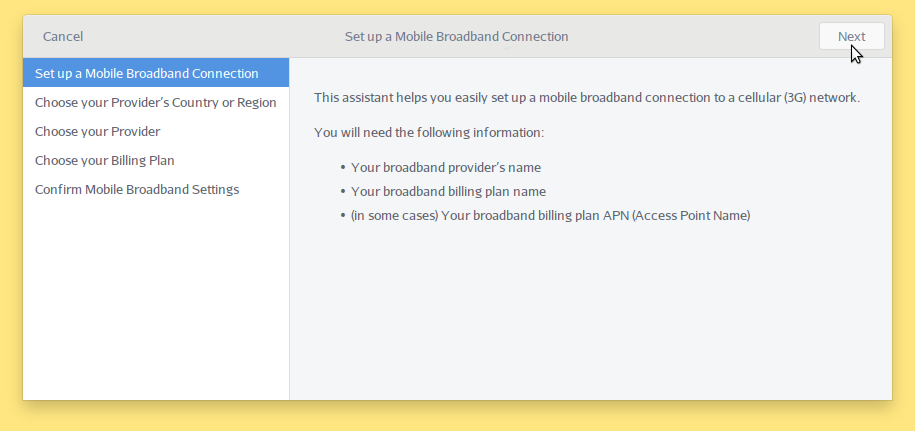 Cancel
Set up a Mobile Broadband Connection
Next
Set up a Mobile Broadband Connection
Choose your Provider's Country or Region
Choose your Provider
Choose your Billing Plan
Confirm Mobile Broadband Settings
This assistant helps you easily set up a mobile broadband connection to a cellular (3G) network.
You will need the following information:
• Your broadband provider's name
• Your broadband billing plan name
• (in some cases) Your broadband billing plan APN (Access Point Name)